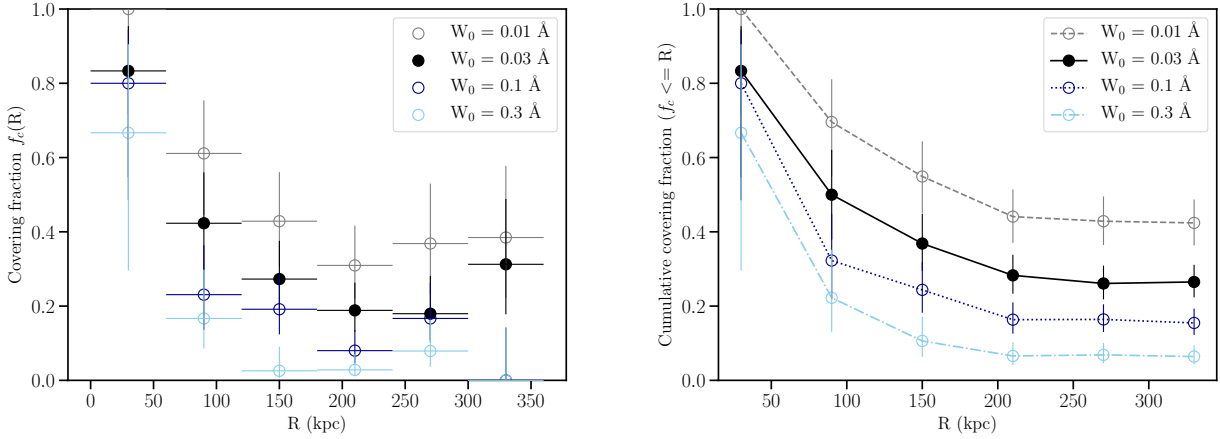 1.0
0.8
0.6
0.4
0.2
0.0
Covering fraction f_c(R)
0 50 100 150 200 250 300 350
R (kpc)
W₀ = 0.01 Å
W₀ = 0.03 Å
W₀ = 0.1 Å
W₀ = 0.3 Å
1.0
0.8
0.6
0.4
0.2
0.0
Cumulative covering fraction (f_c <= R)
50 100 150 200 250 300
R (kpc)
W₀ = 0.01 Å
W₀ = 0.03 Å
W₀ = 0.1 Å
W₀ = 0.3 Å